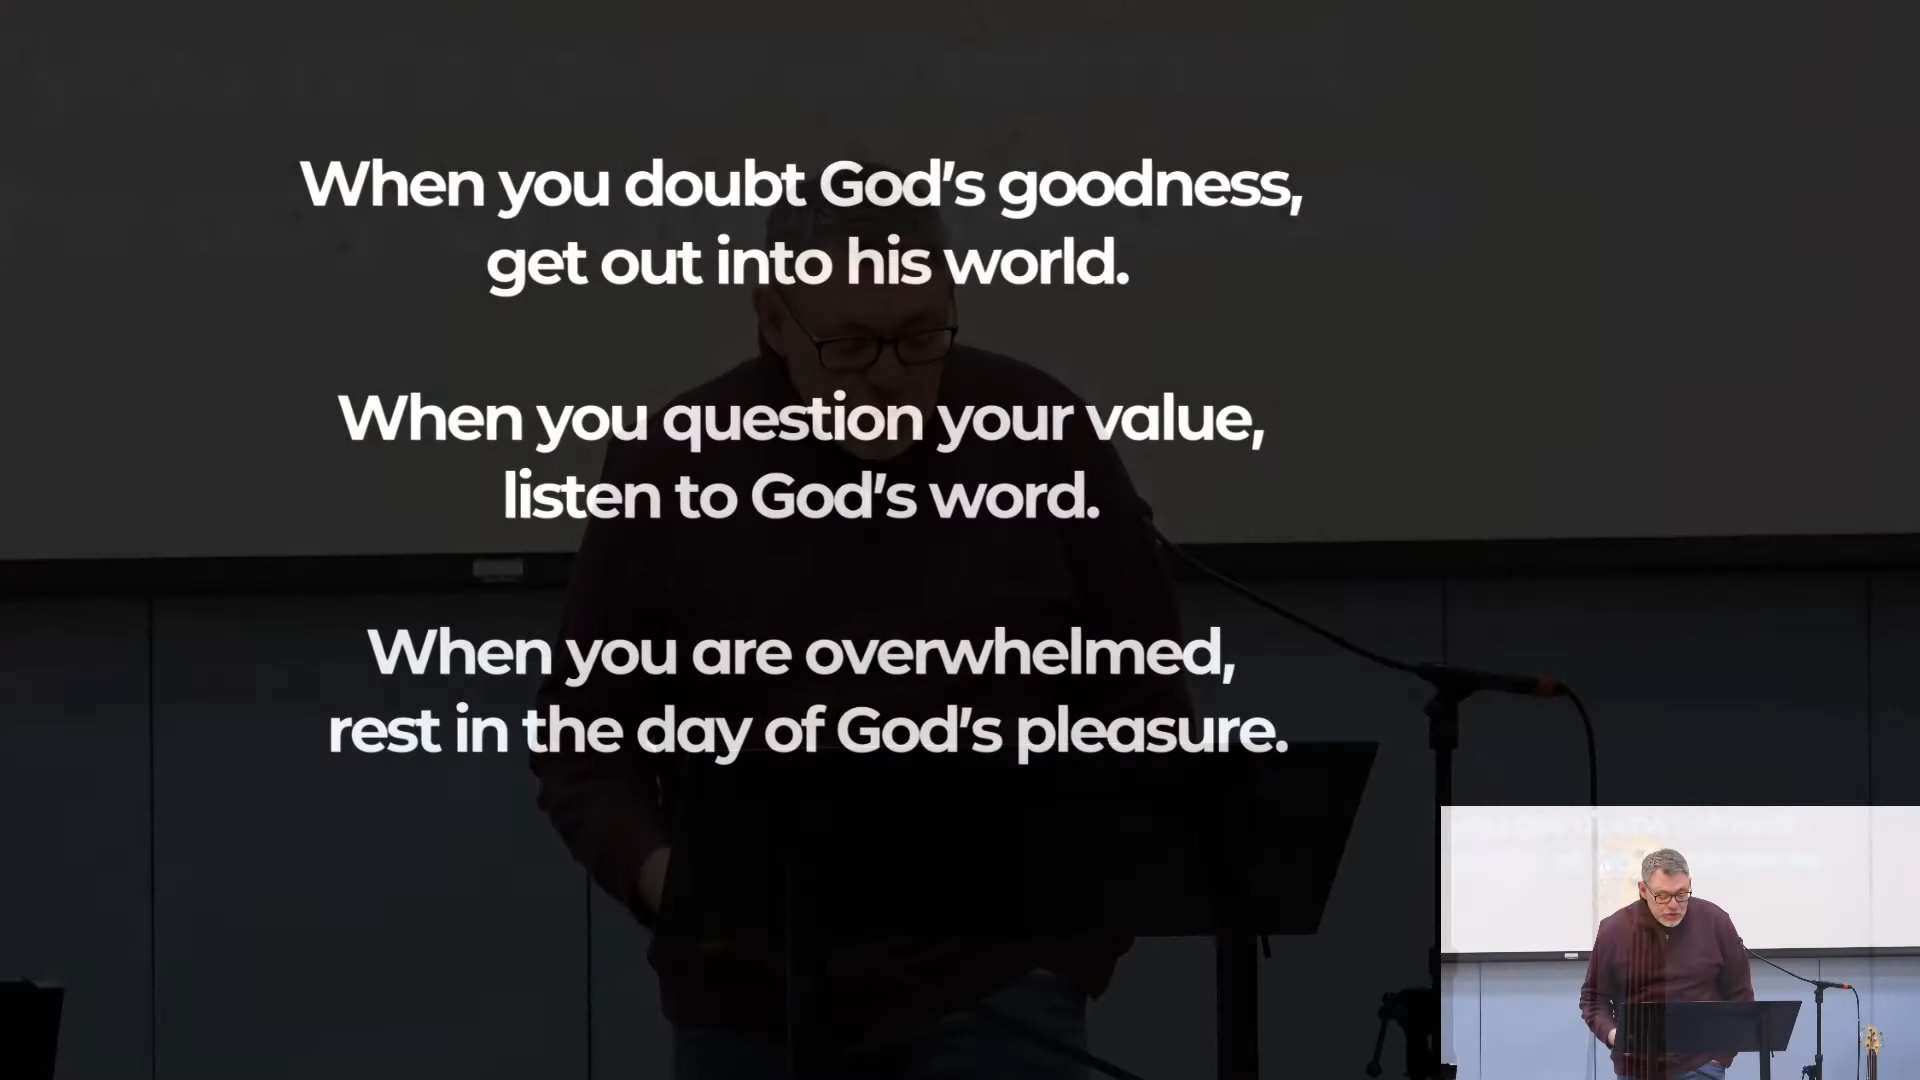 When you doubt God's goodness,
get out into his world.
When you question your value,
listen to God's word.
When you are overwhelmed,
rest in the day of God's pleasure.